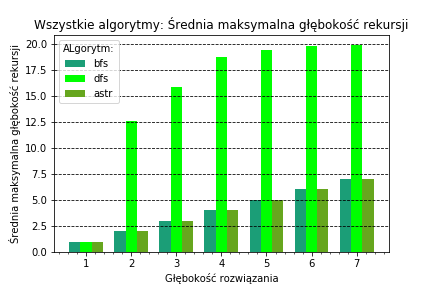 Wszystkie algorytmy: Średnia maksymalna głębokość rekursji
Średnia maksymalna głębokość rekursji
20.0
17.5
15.0
12.5
10.0
7.5
5.0
2.5
0.0
ALgorytm:
bfs
dfs
astr
1 2 3 4 5 6 7
Głębokość rozwiązania